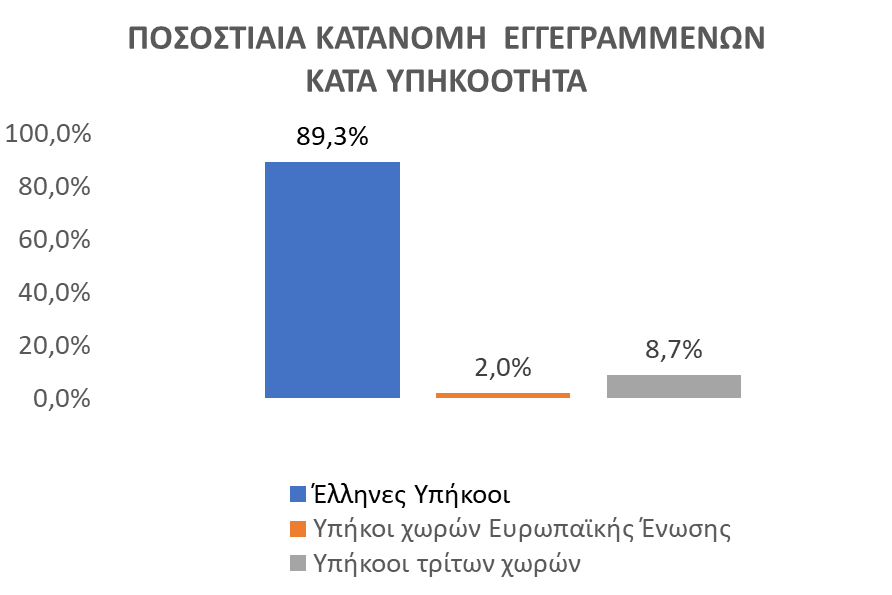 ΠΟΣΟΣΤΙΑΙΑ ΚΑΤΑΝΟΜΗ ΕΓΓΕΓΡΑΜΜΕΝΩΝ
ΚΑΤΑ ΥΠΗΚΟΟΤΗΤΑ
100,0%
80,0%
60,0%
40,0%
20,0%
0,0%
89,3%
2,0%
8,7%
Έλληνες Υπήκοοι
Υπήκοι χωρών Ευρωπαϊκής Ένωσης
Υπήκοοι τρίτων χωρών